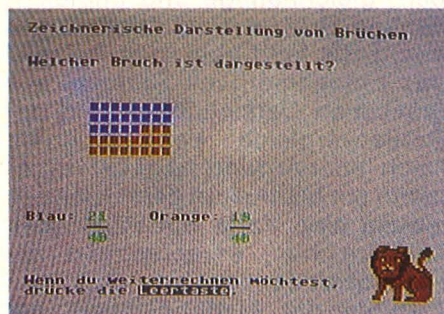 Zeichnerische Darstellung von Brüchen
Welcher Bruch ist dargestellt?
Blau: 21 Orange: 19
40 40
Wenn du weiterrechnen möchtest,
drücke die Leertaste.